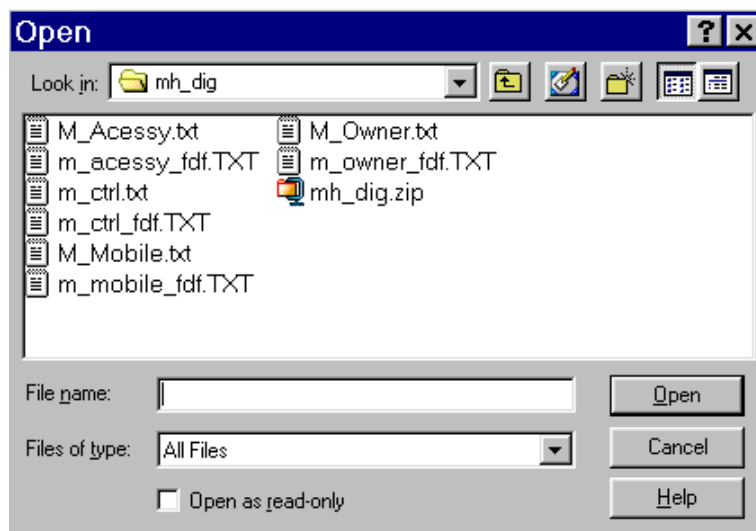 Open
Look in: mh_dig
M_Acessy.txt M_Owner.txt
m_acessy_fdf.TXT m_owner_fdf.TXT
m_ctrl.txt mh_dig.zip
m_ctrl_fdf.TXT
M_Mobile.txt
m_mobile_fdf.TXT
File name: Open
Files of type: All Files Cancel
Open as read-only Help